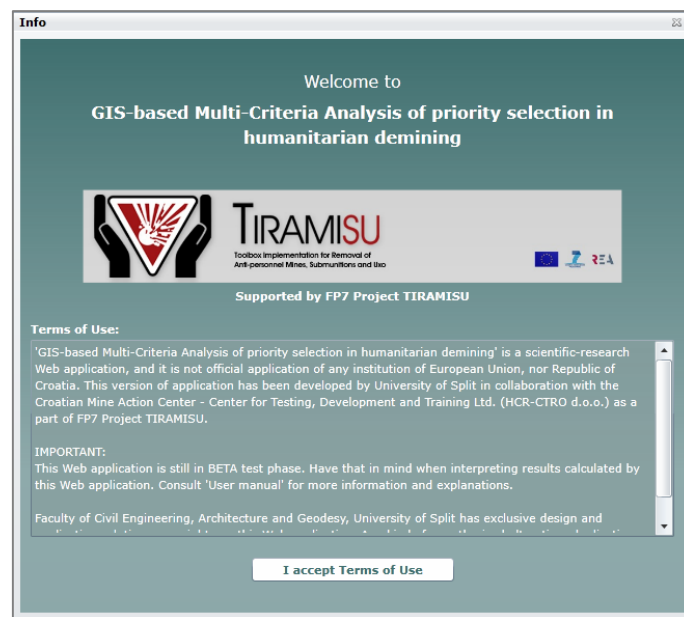 Info
Welcome to
GIS-based Multi-Criteria Analysis of priority selection in
humanitarian demining
TIRAMISU
Toolbox Implementation for Removal of
Anti-personnel Mines, Submunitions and Uxo
REA
Supported by FP7 Project TIRAMISU
Terms of Use:
'GIS-based Multi-Criteria Analysis of priority selection in humanitarian demining' is a scientific-research
Web application, and it is not official application of any institution of European Union, nor Republic of
Croatia. This version of application has been developed by University of Split in collaboration with the
Croatian Mine Action Center - Center for Testing, Development and Training Ltd. (HCR-CTRO d.o.o.) as a
part of FP7 Project TIRAMISU.
IMPORTANT:
This Web application is still in BETA test phase. Have that in mind when interpreting results calculated by
this Web application. Consult 'User manual' for more information and explanations.
Faculty of Civil Engineering, Architecture and Geodesy, University of Split has exclusive design and
I accept Terms of Use